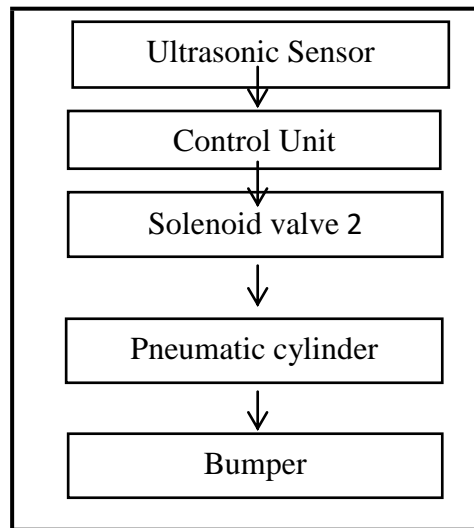 Ultrasonic Sensor
Control Unit
Solenoid valve 2
Pneumatic cylinder
Bumper